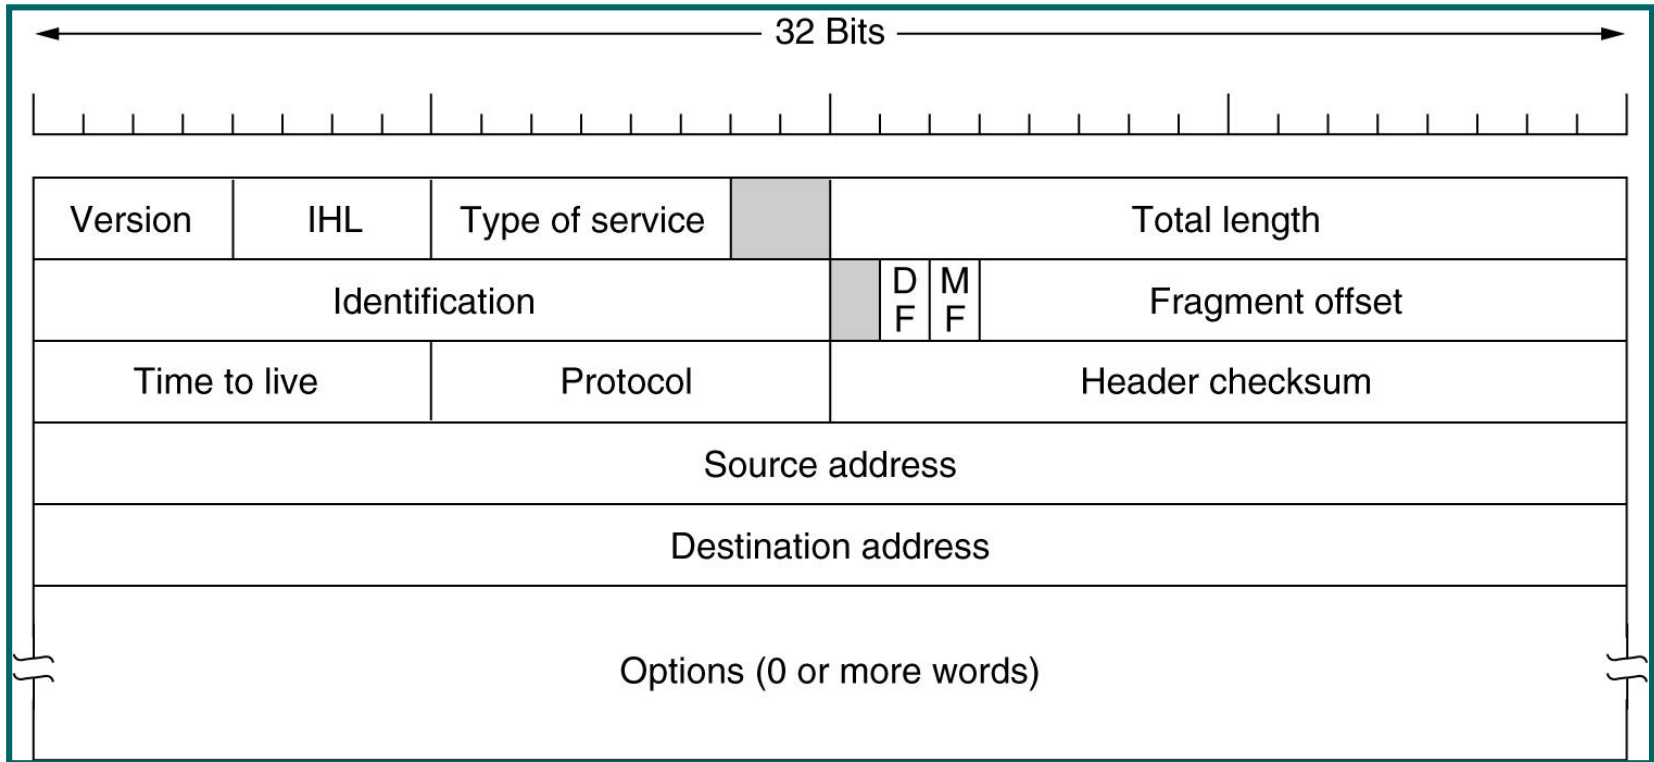 32 Bits
Version IHL Type of service Total length
Identification D F M F Fragment offset
Time to live Protocol Header checksum
Source address
Destination address
Options (0 or more words)